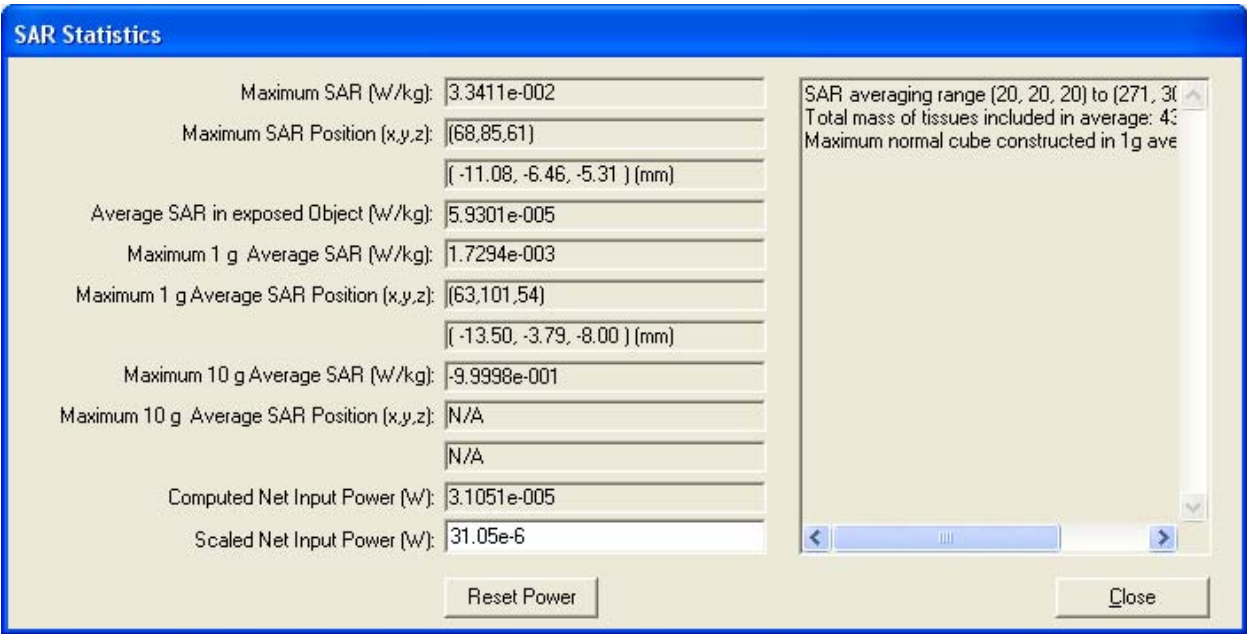 SAR Statistics
Maximum SAR (W/kg): 3.3411e-002
Maximum SAR Position (x,y,z): (68,85,61)
( -11.08, -6.46, -5.31 ) (mm)
Average SAR in exposed Object (W/kg): 5.9301e-005
Maximum 1 g Average SAR (W/kg): 1.7294e-003
Maximum 1 g Average SAR Position (x,y,z): (63,101,54)
( -13.50, -3.79, -8.00 ) (mm)
Maximum 10 g Average SAR (W/kg): -9.9998e-001
Maximum 10 g Average SAR Position (x,y,z): N/A
N/A
Computed Net Input Power (W): 3.1051e-005
Scaled Net Input Power (W): 31.05e-6
SAR averaging range (20, 20, 20) to (271, 30
Total mass of tissues included in average: 43
Maximum normal cube constructed in 1g ave
Reset Power
Close